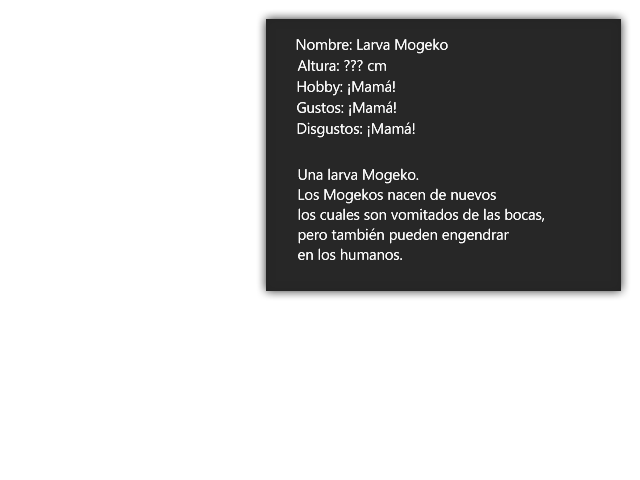 Nombre: Larva Mogeko
Altura: ??? cm
Hobby: ¡Mamá!
Gustos: ¡Mamá!
Disgustos: ¡Mamá!
Una larva Mogeko.
Los Mogekos nacen de nuevos
los cuales son vomitados de las bocas,
pero también pueden engendrar
en los humanos.